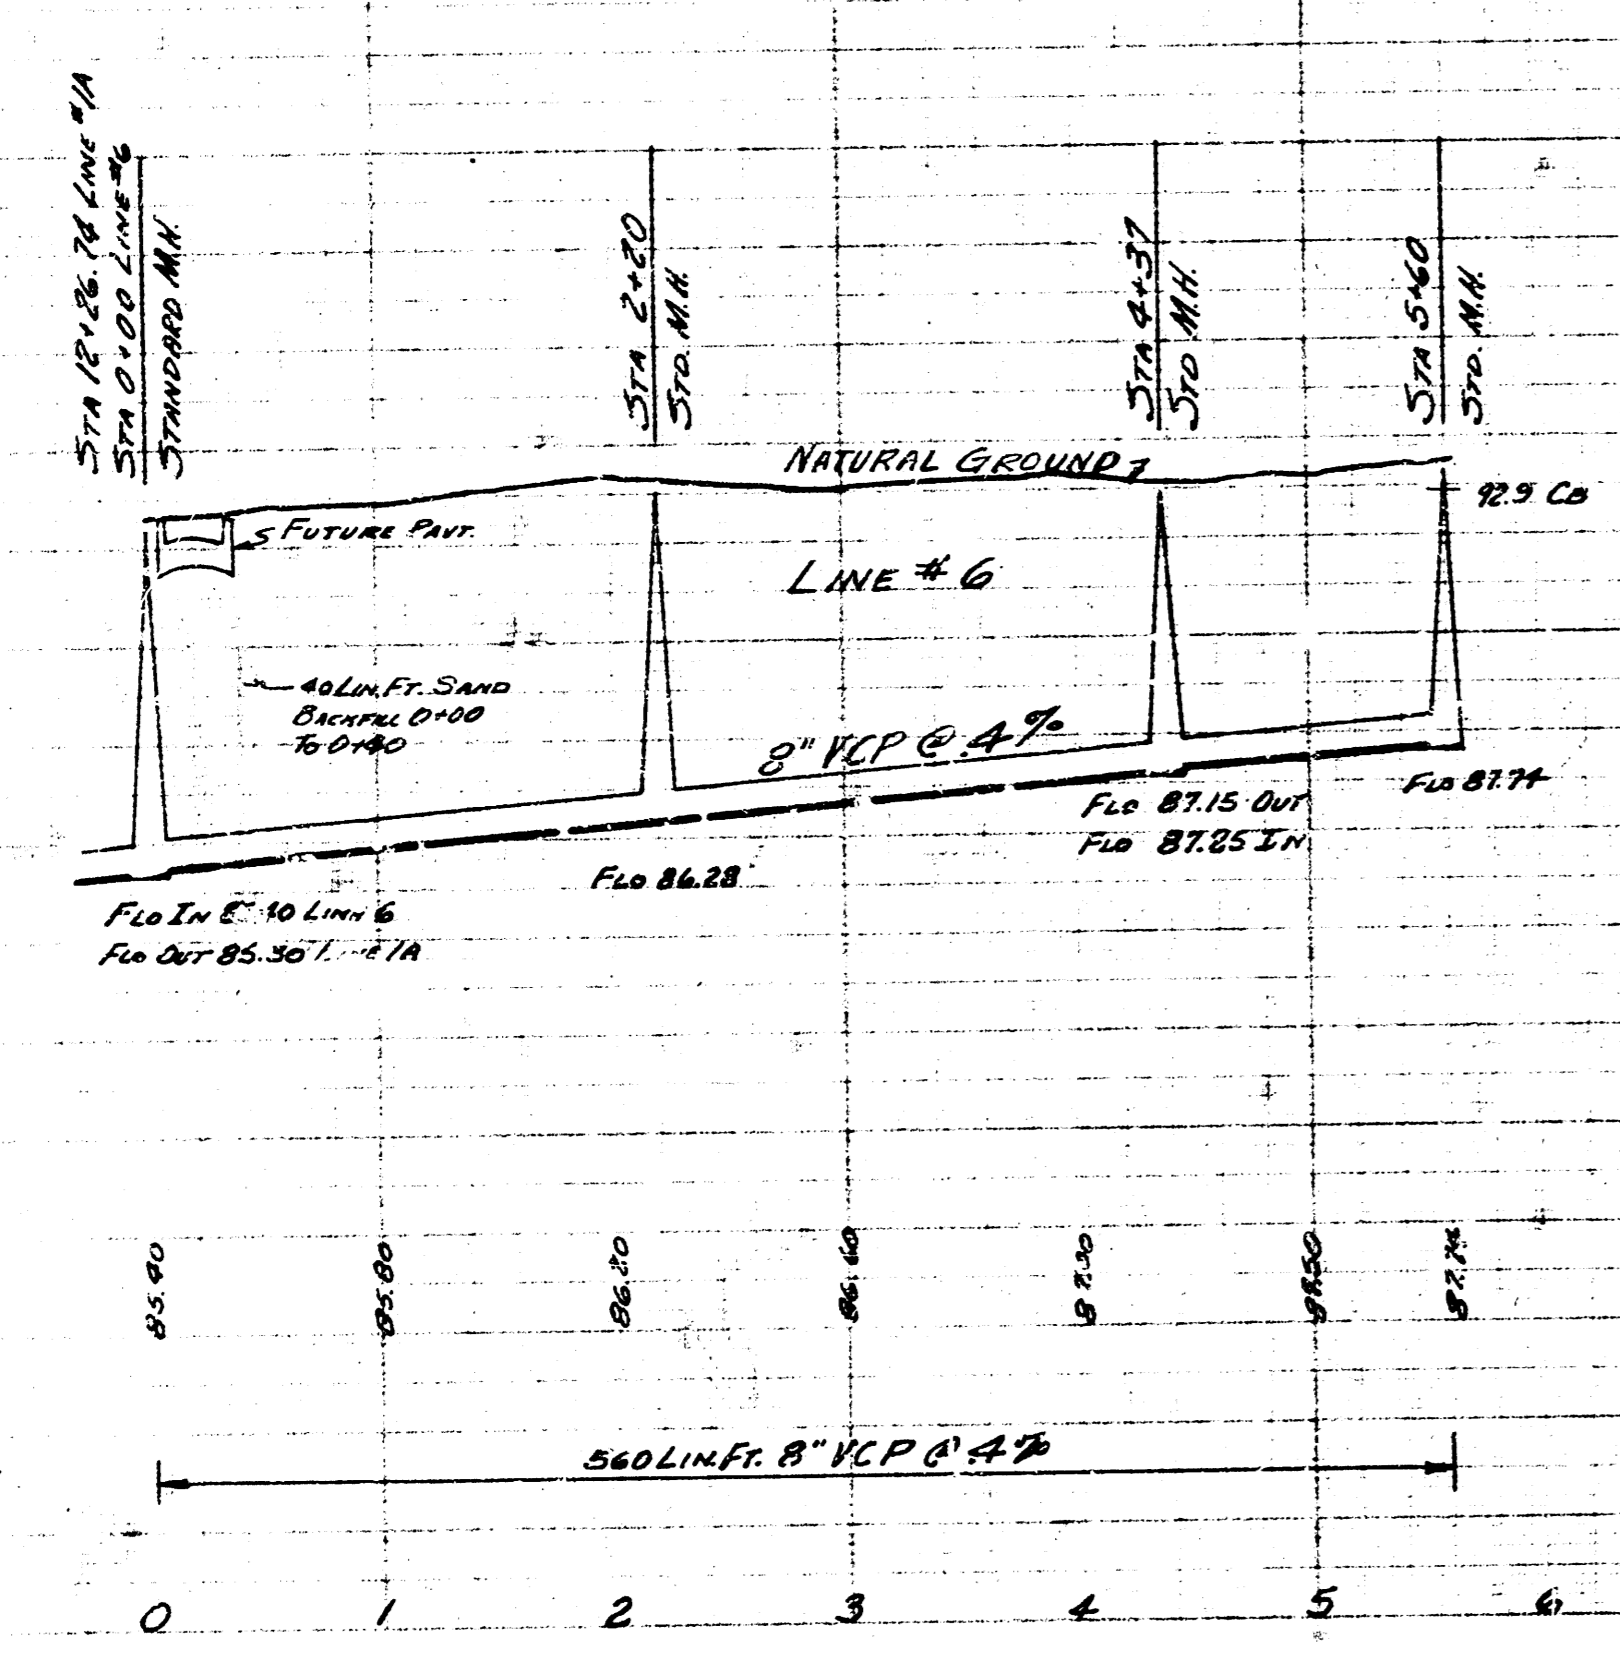 STA 12+26.74 LINE #1A
STA 0+00 LINE #6
STANDARD M.H.
STA 2+20
STD. M.H.
STA 4+37
STD. M.H.
STA 5+60
STD. M.H.
NATURAL GROUND
92.9 CB
FUTURE PAVT.
LINE # 6
40 LIN. FT. SAND
BACKFILL 0+00
TO 0+40
8" VCP @ .4%
FLO 87.15 OUT
FLO 87.25 IN
FLO 87.74
FLO 86.28
FLO IN 40 LINE 6
FLO OUT 85.30 LINE 1A
85.40
85.80
86.20
86.60
87.50
87.74
560 LIN. FT. 8" VCP @ .4%
0 1 2 3 4 5 6